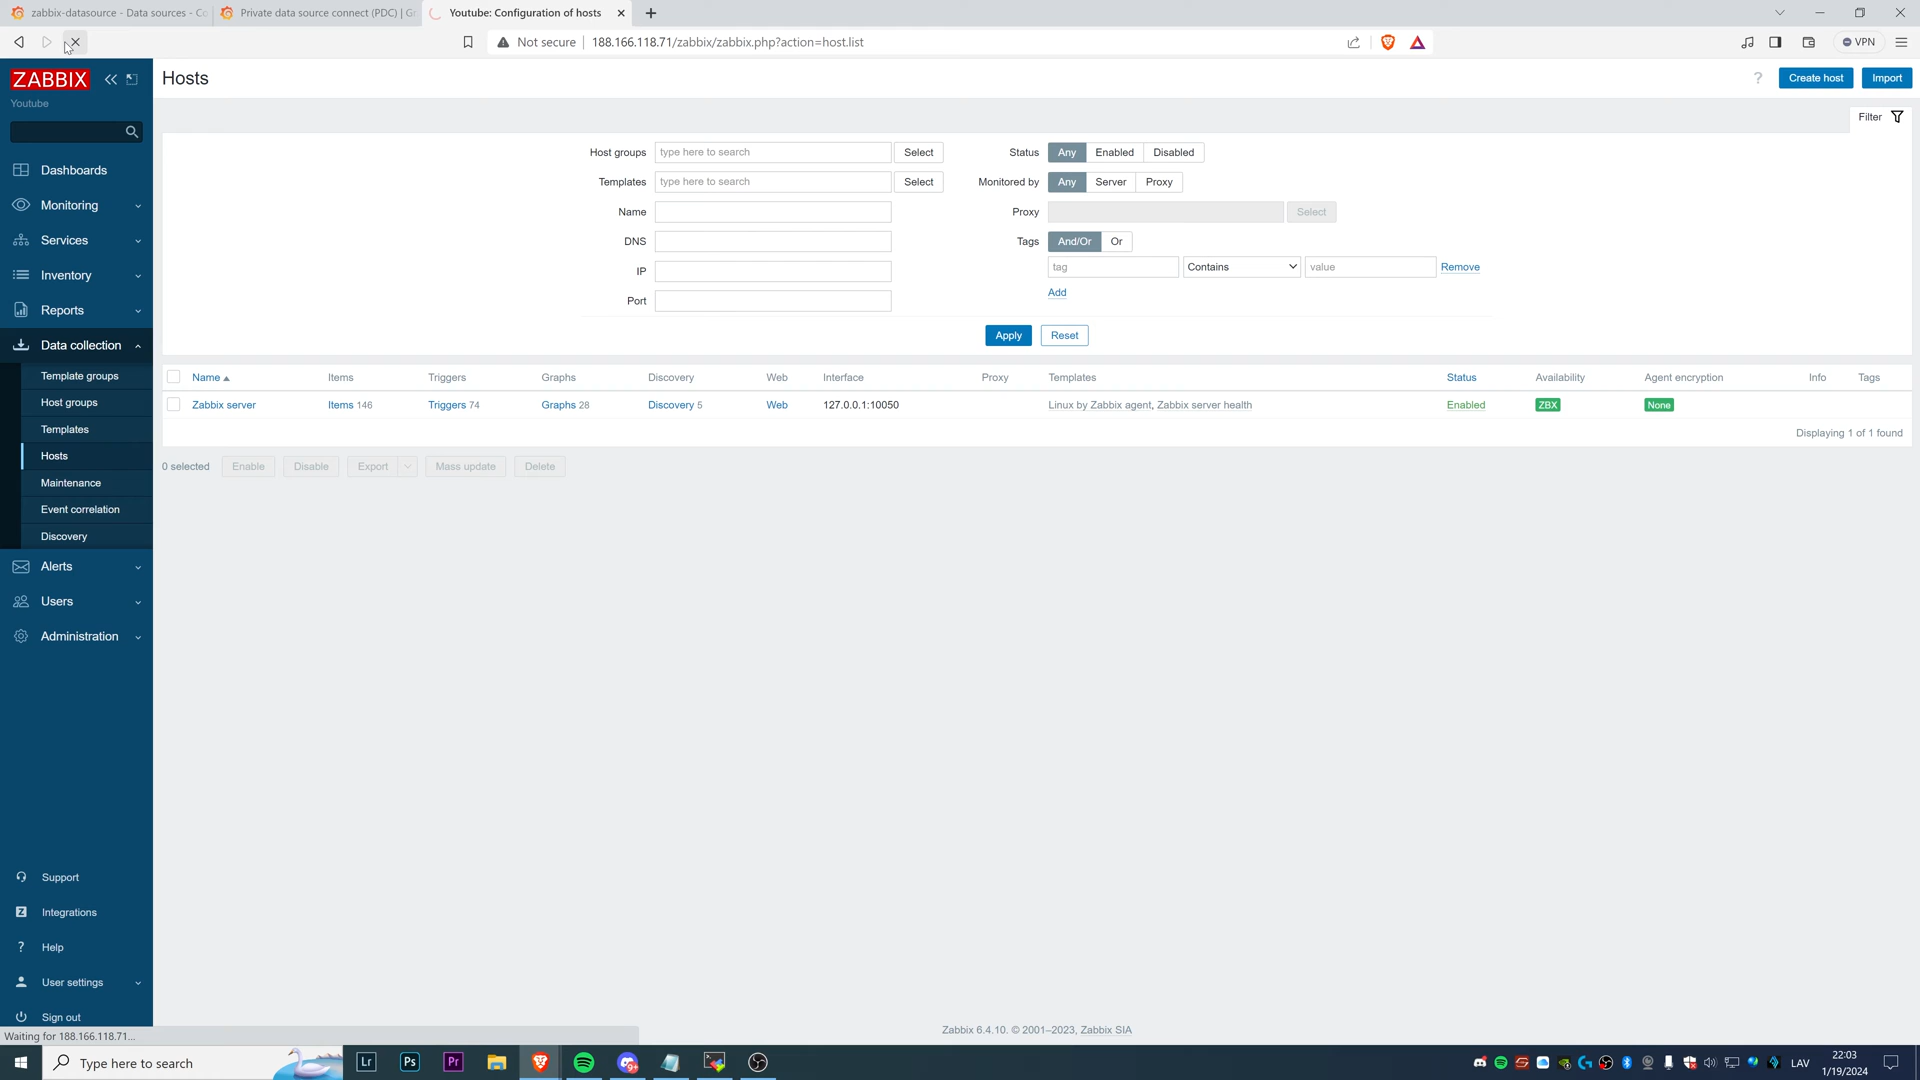 zabbix-datasource - Data sources - Co
Private data source connect (PDC) | Gr
Youtube: Configuration of hosts
Not secure
188.166.118.71/zabbix/zabbix.php?action=host.list
VPN
ZABBIX
Youtube
Hosts
?
Create host
Import
Filter
Dashboards
Monitoring
Services
Inventory
Reports
Data collection
Template groups
Host groups
Templates
Hosts
Maintenance
Event correlation
Discovery
Alerts
Users
Administration
Support
Integrations
Help
User settings
Sign out
Host groups type here to search Select
Templates type here to search Select
Name
DNS
IP
Port
Status Any Enabled Disabled
Monitored by Any Server Proxy
Proxy Select
Tags And/Or Or
tag Contains value Remove
Add
Apply Reset
Name Items Triggers Graphs Discovery Web Interface Proxy Templates Status Availability Agent encryption Info Tags
Zabbix server Items 146 Triggers 74 Graphs 28 Discovery 5 Web 127.0.0.1:10050 Linux by Zabbix agent, Zabbix server health Enabled ZBX None
Displaying 1 of 1 found
0 selected Enable Disable Export Mass update Delete
Zabbix 6.4.10. © 2001–2023, Zabbix SIA
Waiting for 188.166.118.71...
Type here to search
Lr
Ps
Pr
9+
LAV
22:03
1/19/2024